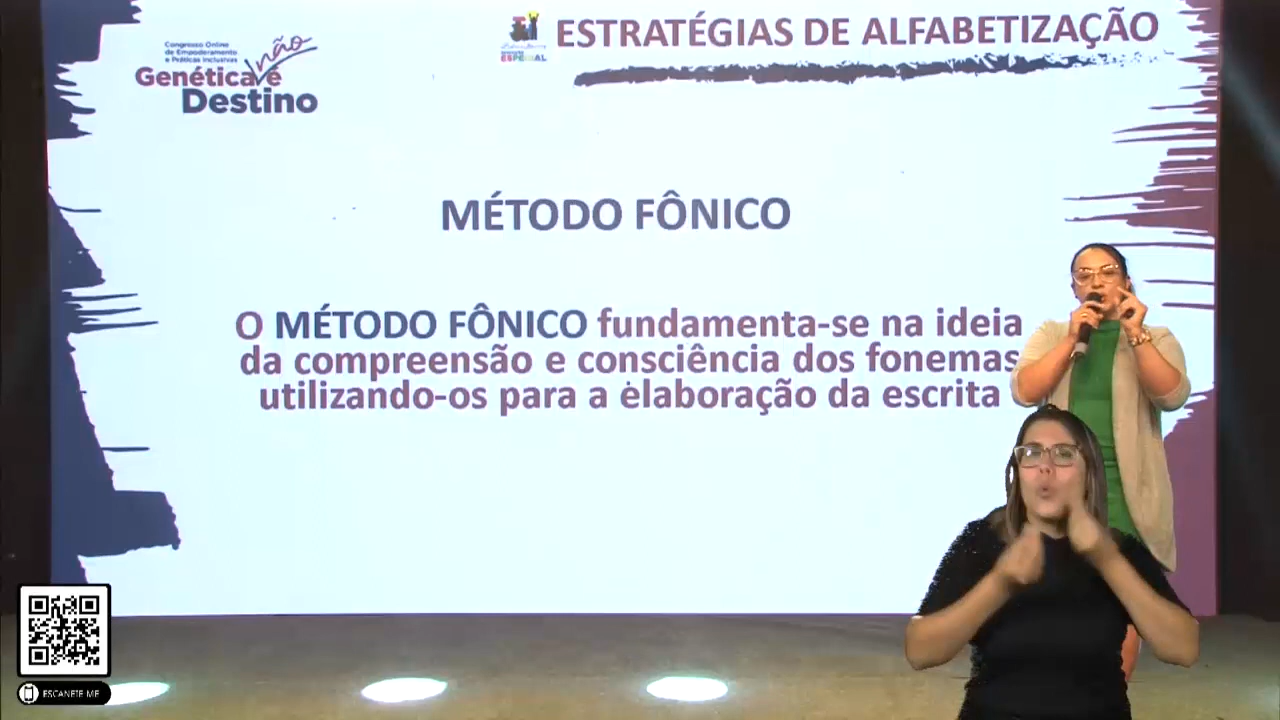 Congresso Online
de Empoderamento
e Práticas Inclusivas
não
Genética é
Destino
ESPECIAL
ESTRATÉGIAS DE ALFABETIZAÇÃO
MÉTODO FÔNICO
O MÉTODO FÔNICO fundamenta-se na ideia
da compreensão e consciência dos fonemas
utilizando-os para a elaboração da escrita
ESCANEIE-ME